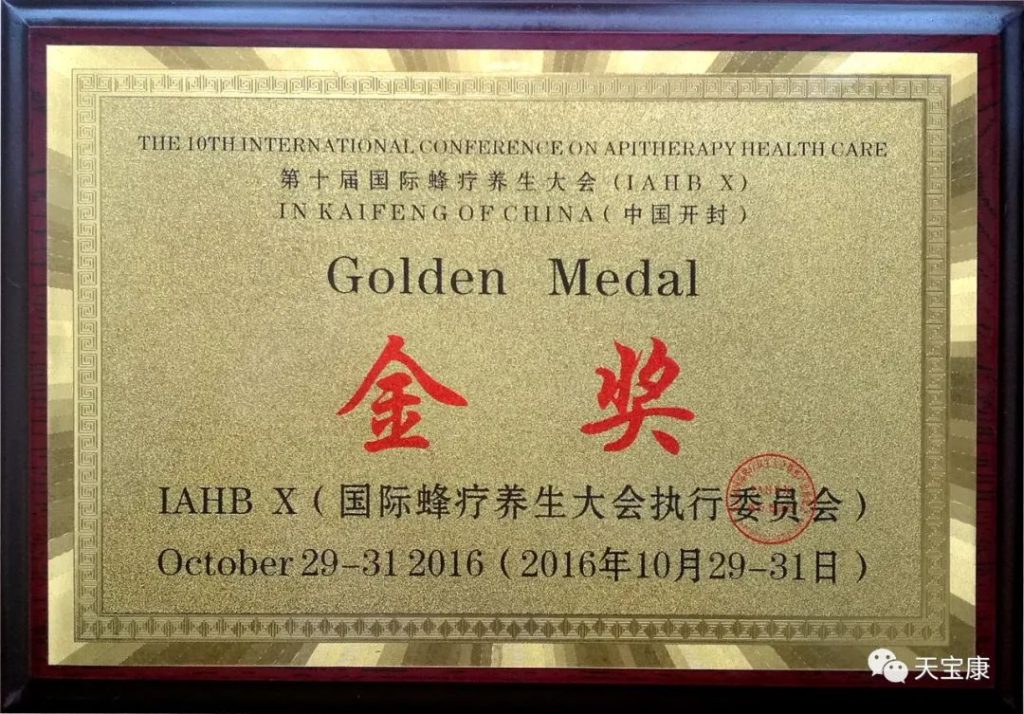 THE 10TH INTERNATIONAL CONFERENCE ON APITHERAPY HEALTH CARE
第十届国际蜂疗养生大会(IAHB X)
IN KAIFENG OF CHINA(中国开封)
Golden Medal
金奖
IAHB X(国际蜂疗养生大会执行委员会)
October 29-31 2016(2016年10月29-31日)
天宝康